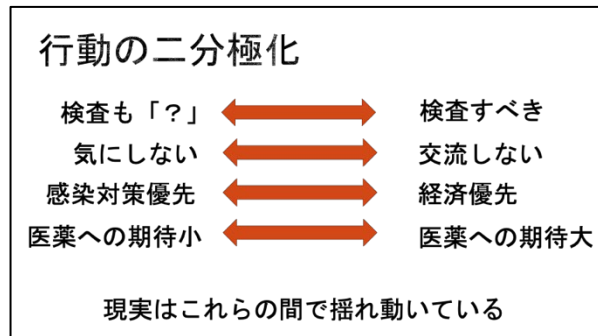 行動の二分極化
検査も「？」 検査すべき
気にしない 交流しない
感染対策優先 経済優先
医薬への期待小 医薬への期待大
現実はこれらの間で揺れ動いている